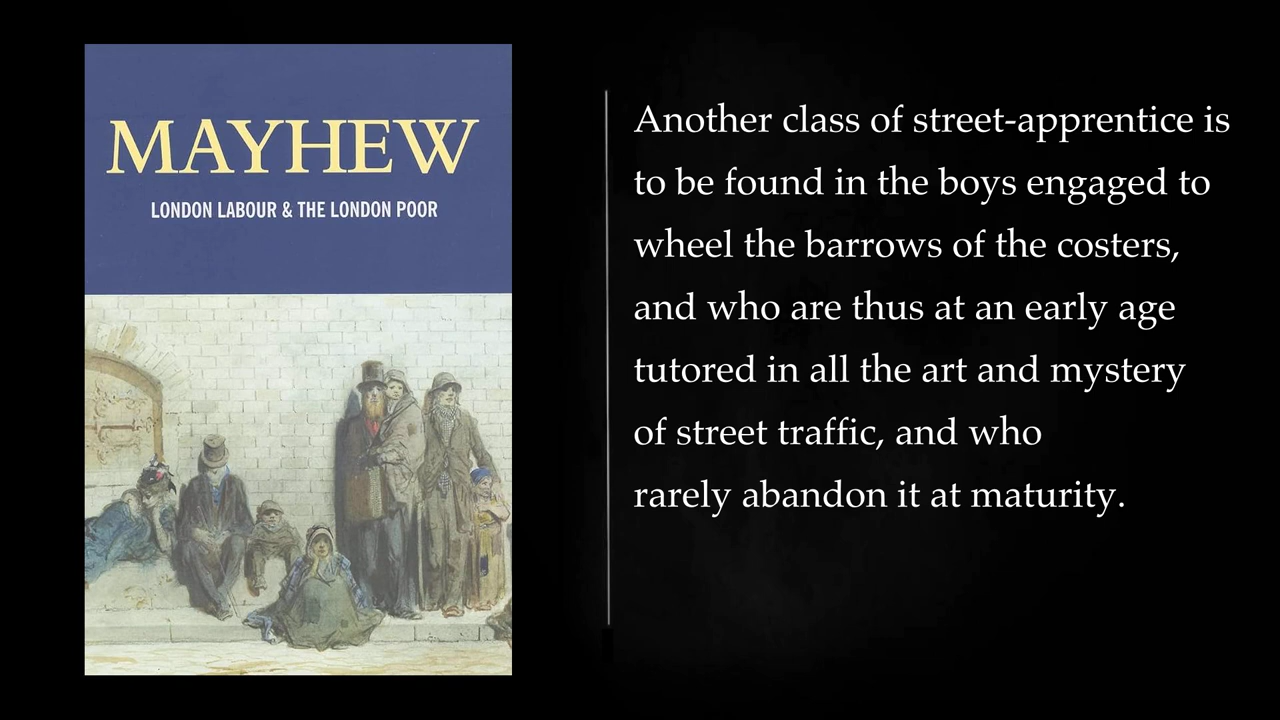 MAYHEW
LONDON LABOUR & THE LONDON POOR
Another class of street-apprentice is
to be found in the boys engaged to
wheel the barrows of the costers,
and who are thus at an early age
tutored in all the art and mystery
of street traffic, and who
rarely abandon it at maturity.